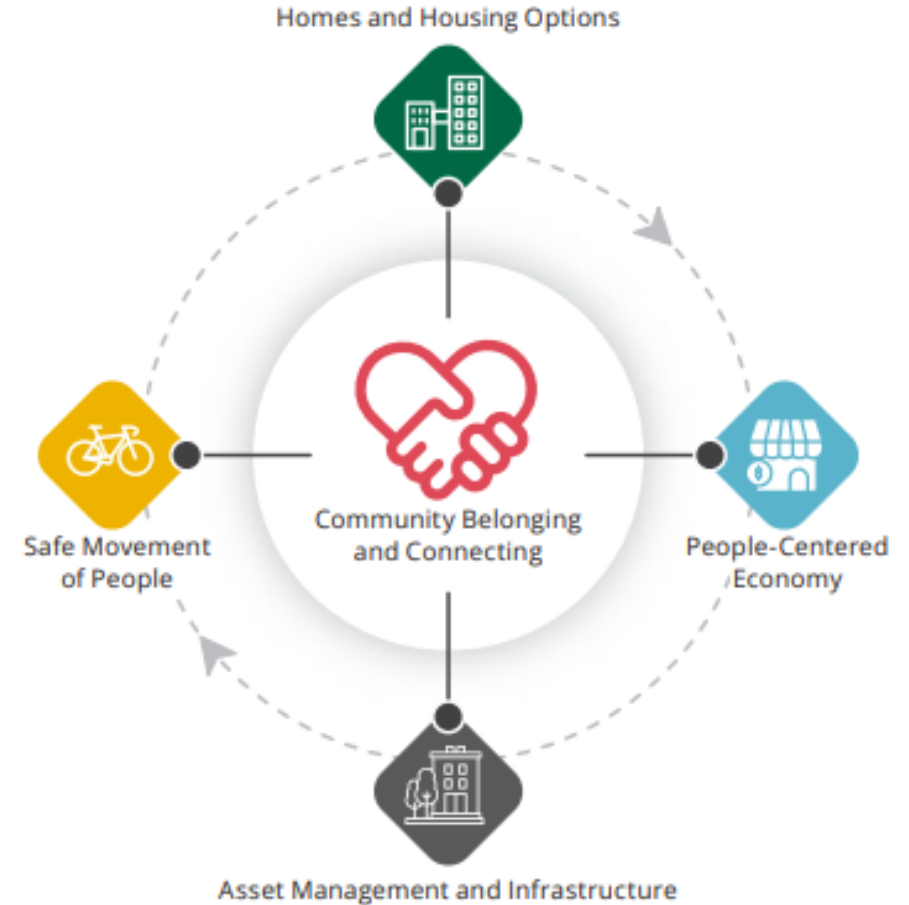 Homes and Housing Options
Community Belonging
and Connecting
Safe Movement
of People
People-Centered
Economy
Asset Management and Infrastructure